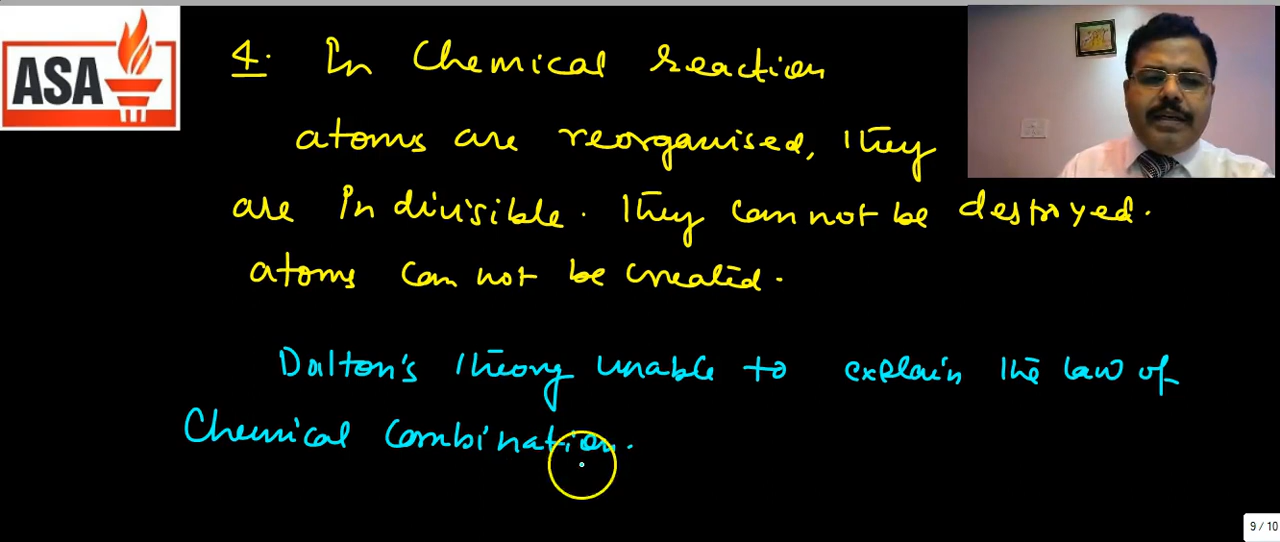 ASA
4. In Chemical reaction
atoms are reorganised, they
are Indivisible. They can not be destroyed.
atoms can not be created.
Dalton's theory unable to explain the law of
Chemical Combination.
9 / 10